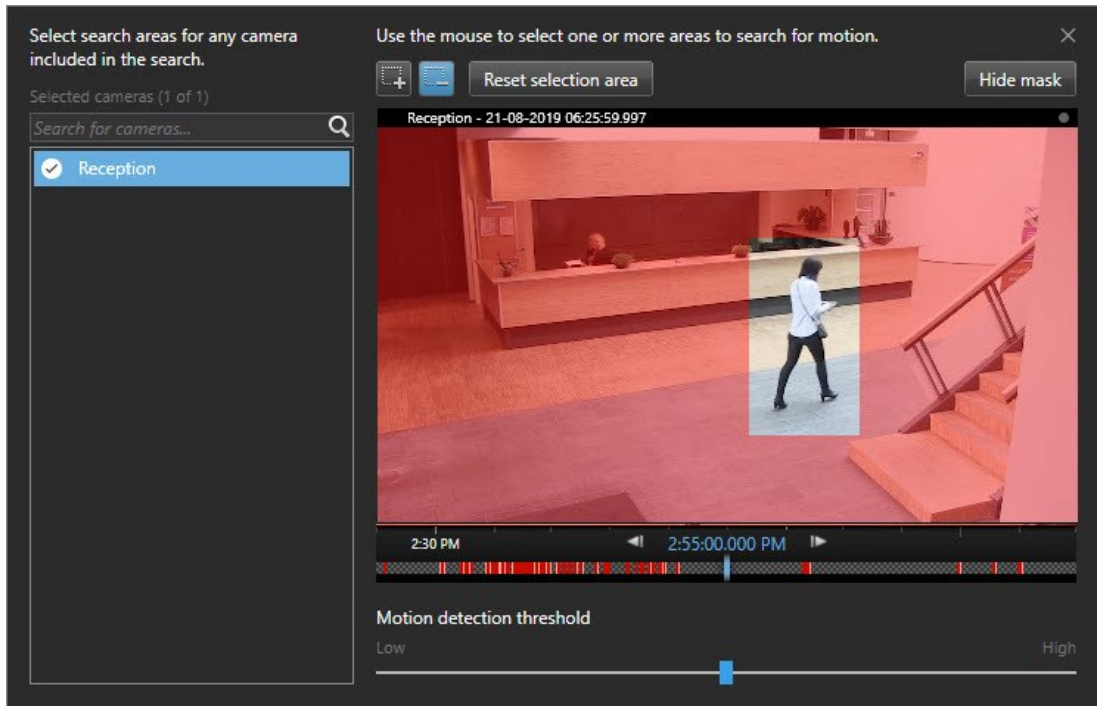 Select search areas for any camera
included in the search.
Selected cameras (1 of 1)
Search for cameras...
Reception
Use the mouse to select one or more areas to search for motion.
Reset selection area
Hide mask
Reception - 21-08-2019 06:25:59.997
2:30 PM
2:55:00.000 PM
Motion detection threshold
Low
High